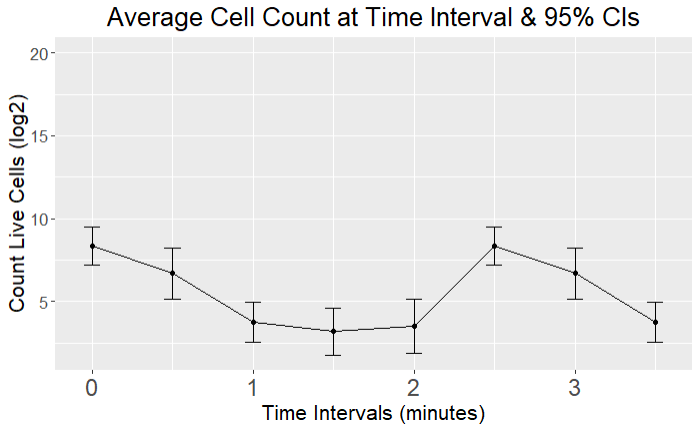 Average Cell Count at Time Interval & 95% CIs
Count Live Cells (log2)
20
15
10
5
0 1 2 3
Time Intervals (minutes)